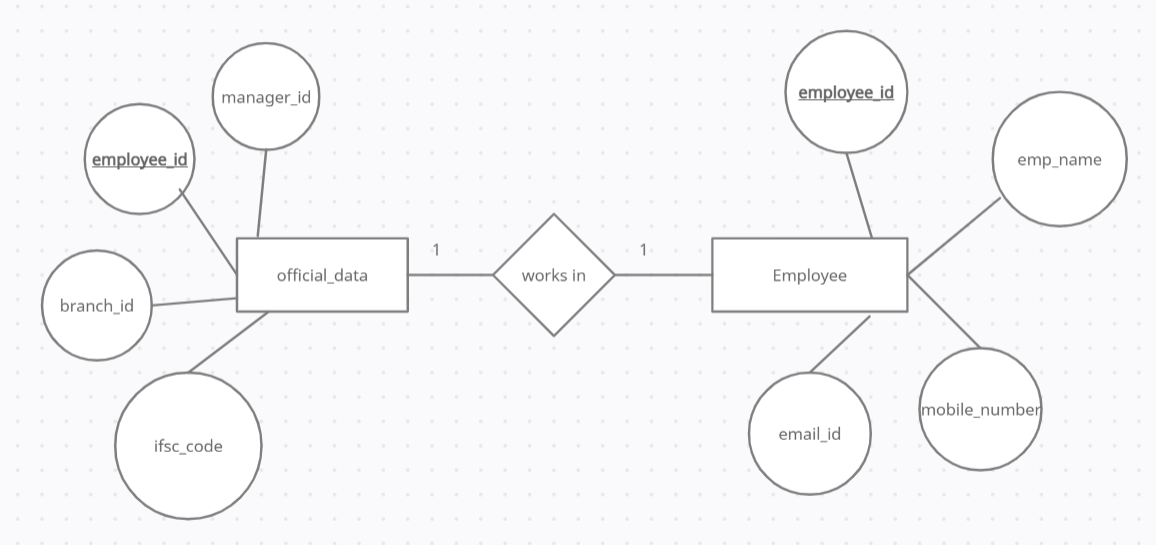 manager_id
employee_id
employee_id
emp_name
1
1
official_data
works in
Employee
branch_id
mobile_number
email_id
ifsc_code